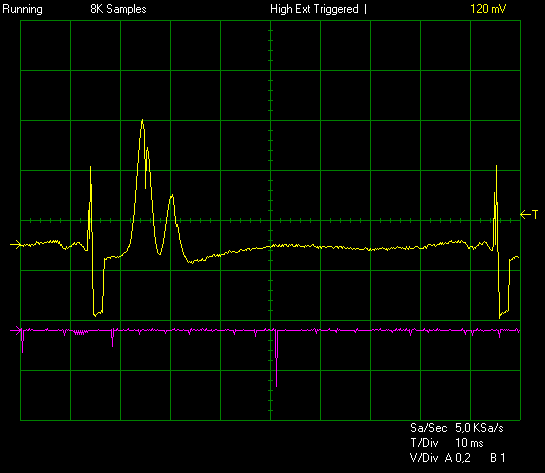 Running 8K Samples High Ext Triggered | 120 mV
T
Sa/Sec 5,0 KSa/s
T/Div 10 ms
V/Div A 0,2 B 1